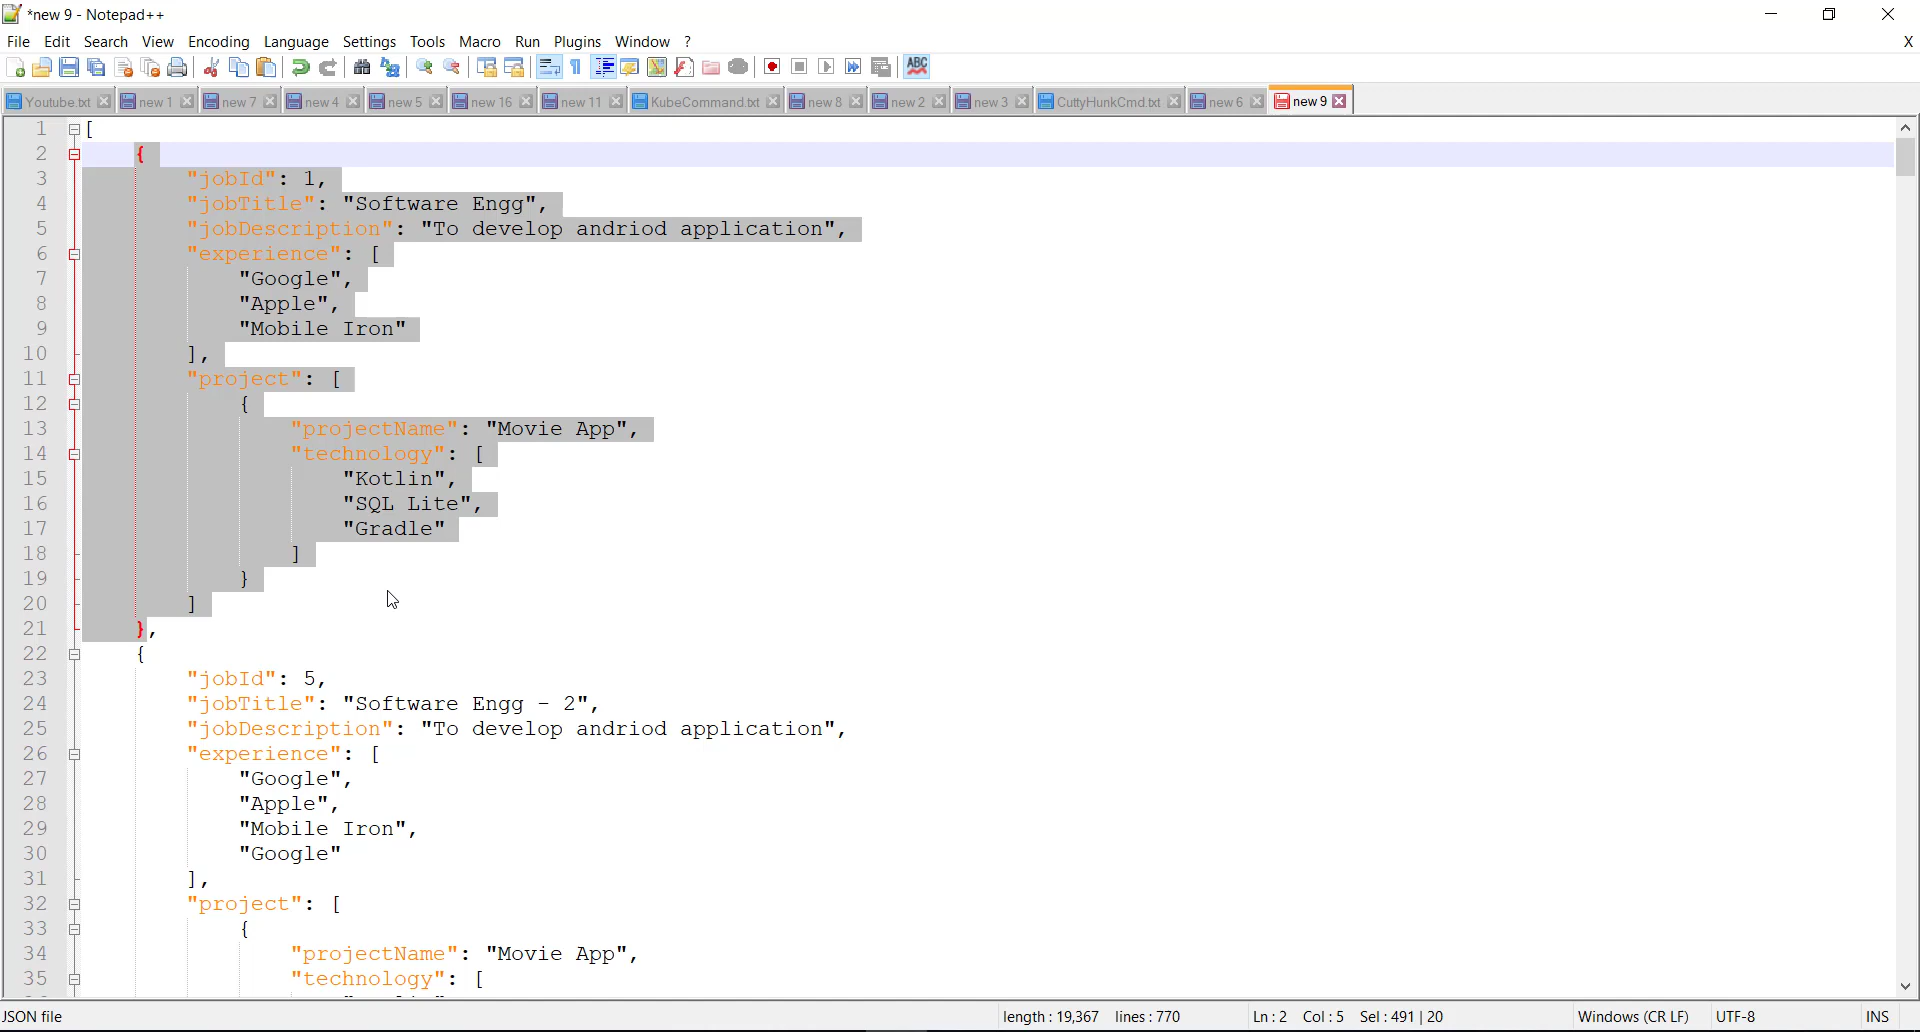 *new 9 - Notepad++
File Edit Search View Encoding Language Settings Tools Macro Run Plugins Window ? X
ABC
Youtube.txt new 1 new 7 new 4 new 5 new 16 new 11 KubeCommand.txt new 8 new 2 new 3 CuttyHunkCmd.txt new 6 new 9
1 [
2 {
3 "jobId": 1,
4 "jobTitle": "Software Engg",
5 "jobDescription": "To develop andriod application",
6 "experience": [
7 "Google",
8 "Apple",
9 "Mobile Iron"
10 ],
11 "project": [
12 {
13 "projectName": "Movie App",
14 "technology": [
15 "Kotlin",
16 "SQL Lite",
17 "Gradle"
18 ]
19 }
20 ]
21 },
22 {
23 "jobId": 5,
24 "jobTitle": "Software Engg - 2",
25 "jobDescription": "To develop andriod application",
26 "experience": [
27 "Google",
28 "Apple",
29 "Mobile Iron",
30 "Google"
31 ],
32 "project": [
33 {
34 "projectName": "Movie App",
35 "technology": [
JSON file length : 19,367 lines : 770 Ln : 2 Col : 5 Sel : 491 | 20 Windows (CR LF) UTF-8 INS